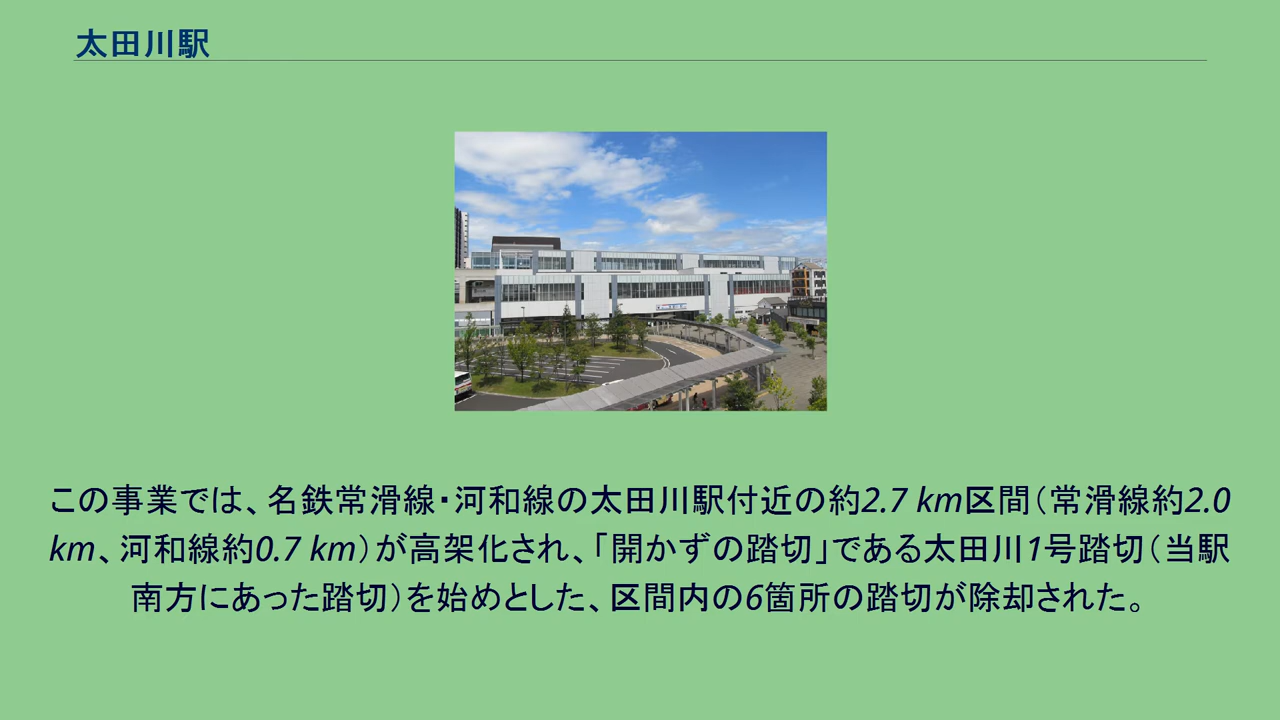 太田川駅
この事業では、名鉄常滑線・河和線の太田川駅付近の約2.7 km区間（常滑線約2.0
km、河和線約0.7 km）が高架化され、「開かずの踏切」である太田川1号踏切（当駅
南方にあった踏切）を始めとした、区間内の6箇所の踏切が除却された。